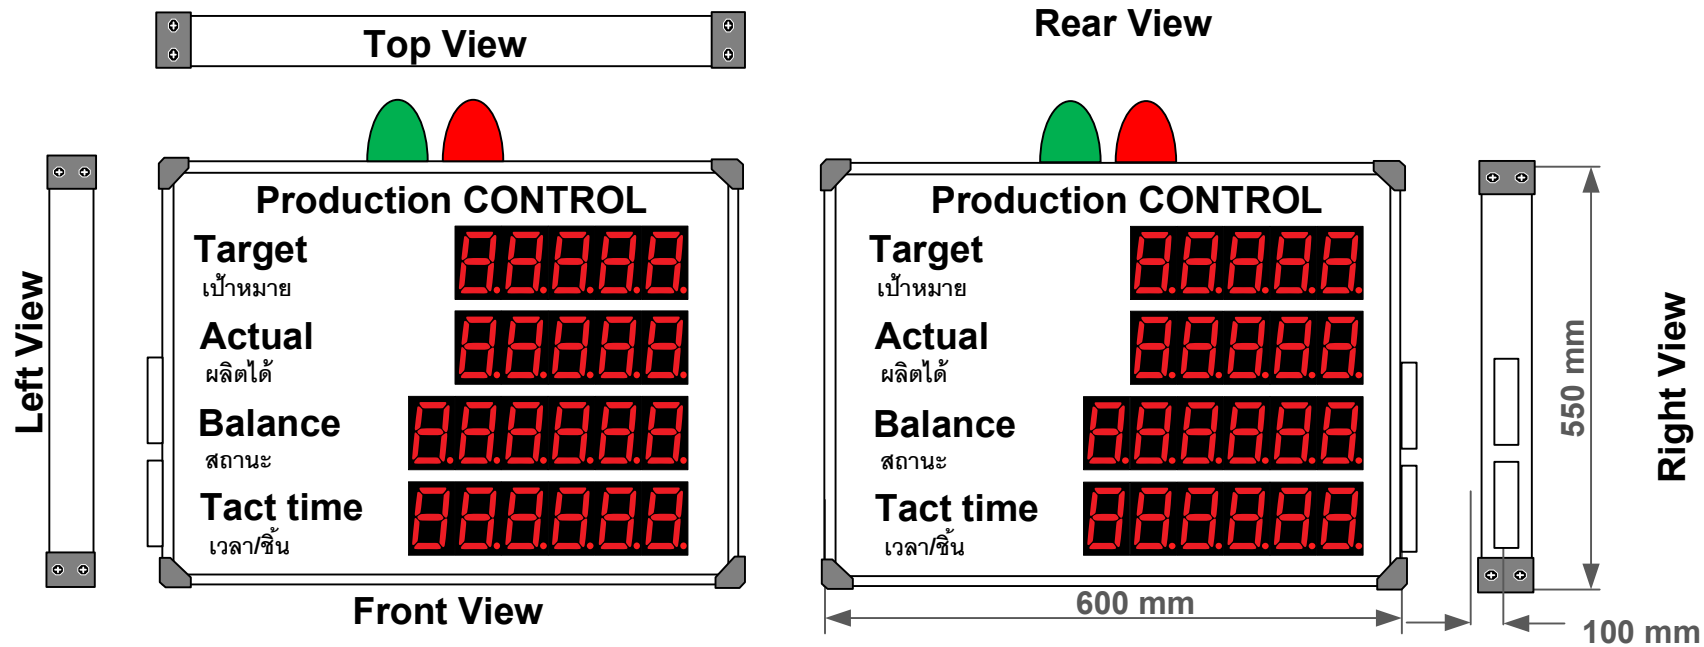 Top View
Rear View
Left View
Production CONTROL
Target
เป้าหมาย
Actual
ผลิตได้
Balance
สถานะ
Tact time
เวลา/ชิ้น
Front View
Production CONTROL
Target
เป้าหมาย
Actual
ผลิตได้
Balance
สถานะ
Tact time
เวลา/ชิ้น
600 mm
550 mm
100 mm
Right View